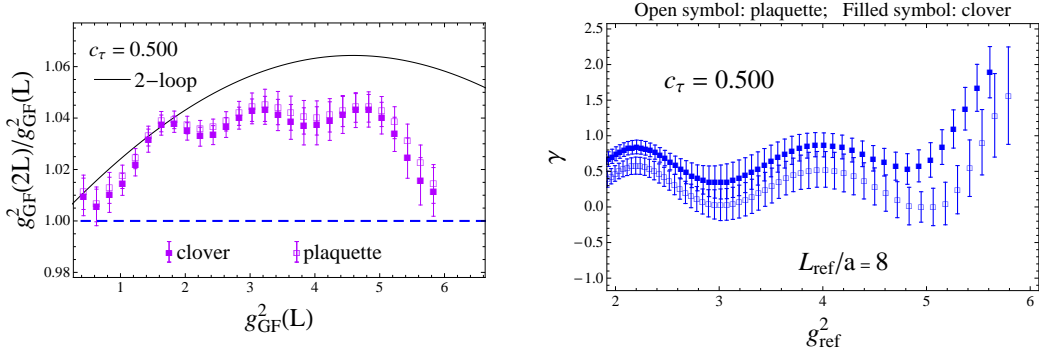 c_τ = 0.500
2-loop
g²_GF(2L)/g²_GF(L)
1.06
1.04
1.02
1.00
0.98
clover
plaquette
1 2 3 4 5 6
g²_GF(L)
Open symbol: plaquette; Filled symbol: clover
c_τ = 0.500
γ
2.0
1.5
1.0
0.5
0.0
-0.5
-1.0
L_ref/a = 8
2 3 4 5 6
g²_ref